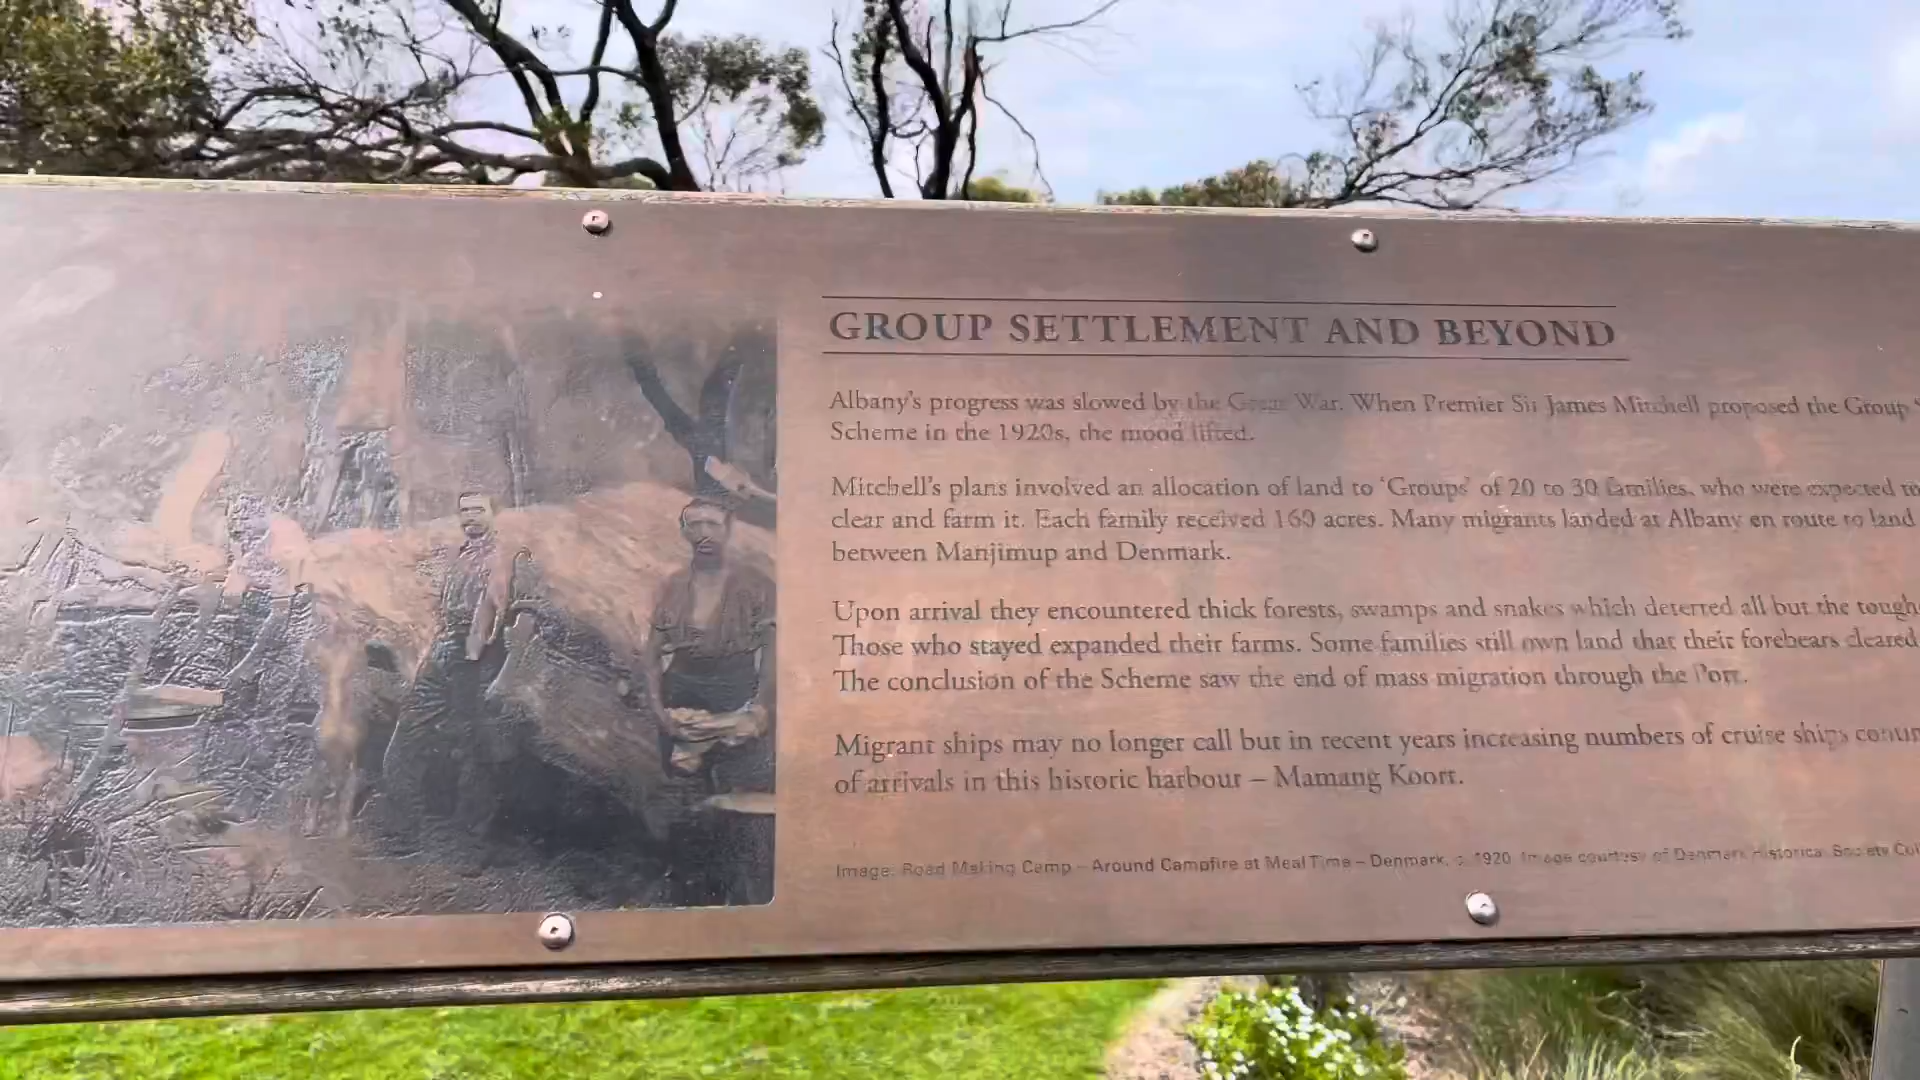 GROUP SETTLEMENT AND BEYOND
Albany's progress was slowed by the Great War. When Premier Sir James Mitchell proposed the Group
Scheme in the 1920s, the mood lifted.
Mitchell's plans involved an allocation of land to 'Groups' of 20 to 30 families, who were expected to
clear and farm it. Each family received 160 acres. Many migrants landed at Albany en route to land
between Manjimup and Denmark.
Upon arrival they encountered thick forests, swamps and snakes which deterred all but the
Those who stayed expanded their farms. Some families still own land that their forebears cleared
The conclusion of the Scheme saw the end of mass migration through the Port.
Migrant ships may no longer call but in recent years increasing numbers of cruise ships
of arrivals in this historic harbour – Mamang Koort.
Image: Road Making Camp – Around Campfire at Meal Time – Denmark, c. 1920 Image courtesy of Denmark Historical Society